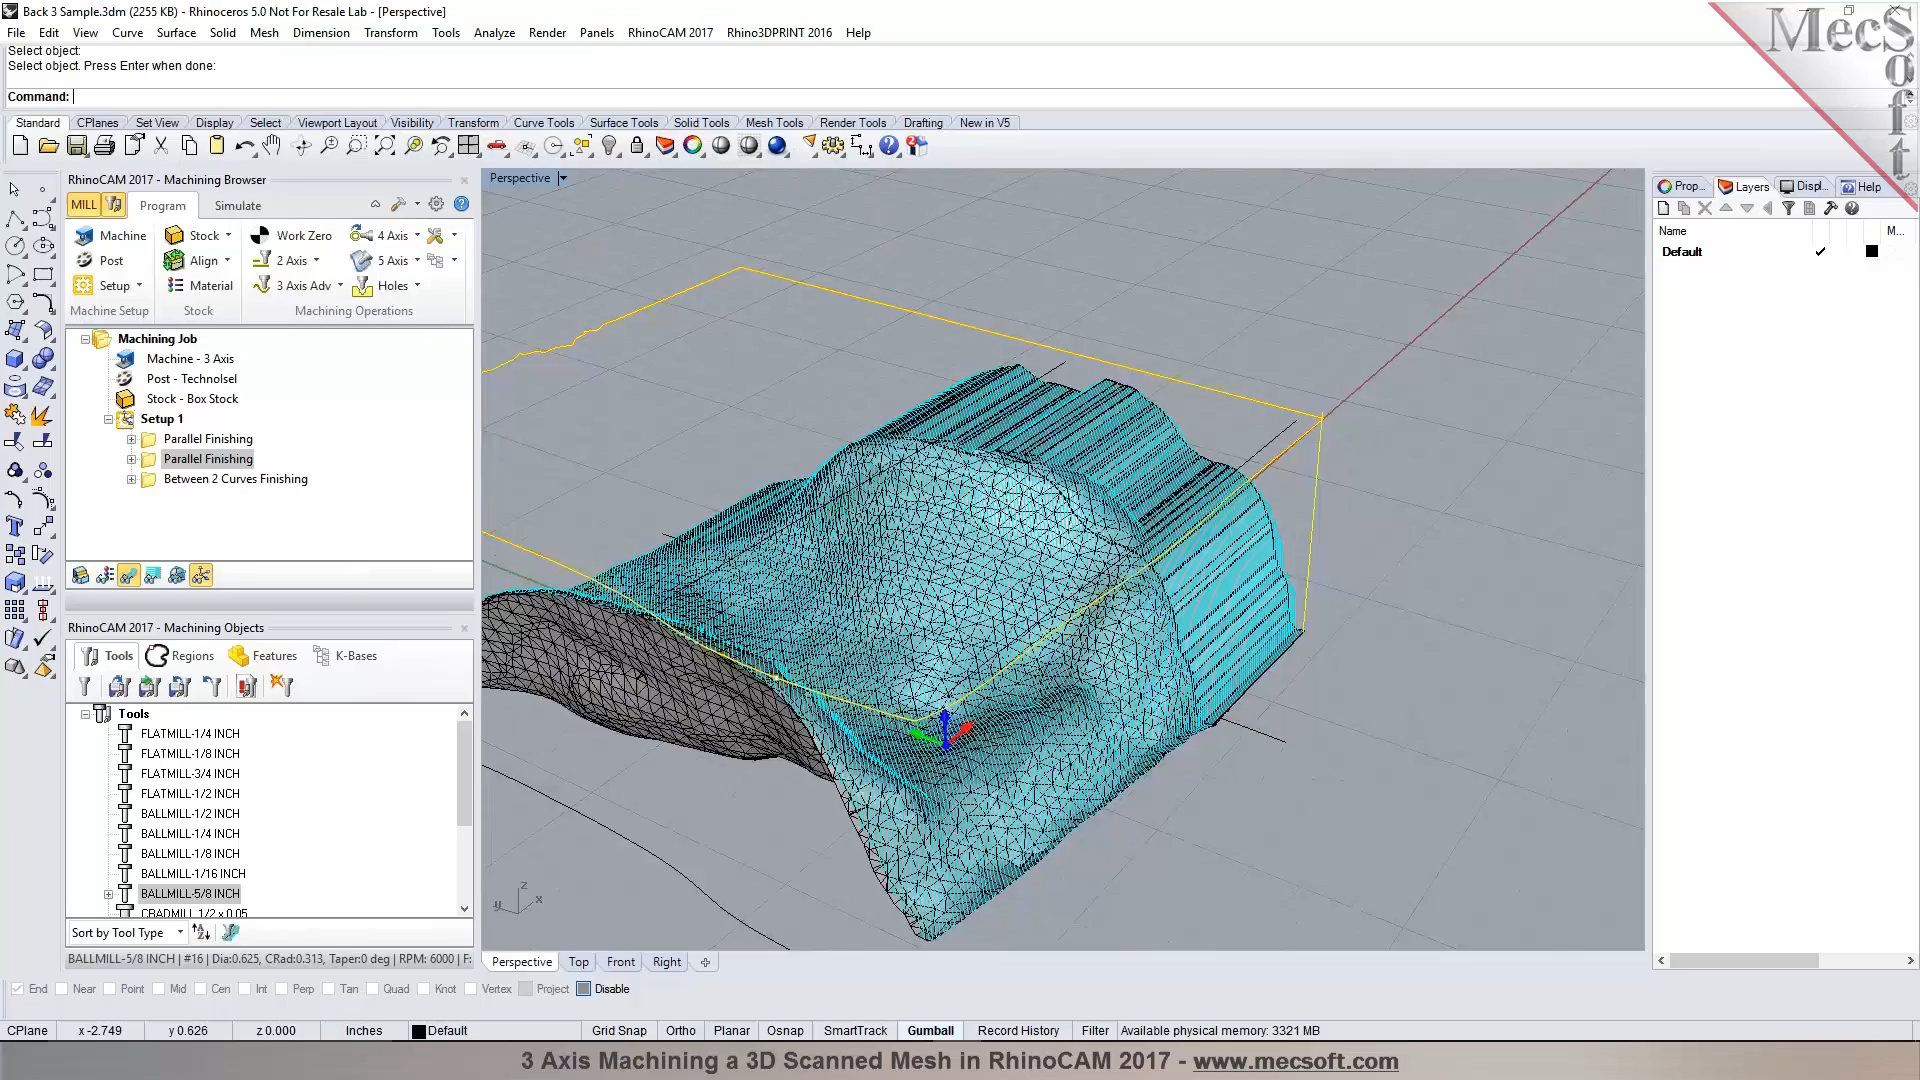 Back 3 Sample.3dm (2255 KB) - Rhinoceros 5.0 Not For Resale Lab - [Perspective]
MecSoft
File Edit View Curve Surface Solid Mesh Dimension Transform Tools Analyze Render Panels RhinoCAM 2017 Rhino3DPRINT 2016 Help
Select object:
Select object. Press Enter when done:
Command:
Standard CPlanes Set View Display Select Viewport Layout Visibility Transform Curve Tools Surface Tools Solid Tools Mesh Tools Render Tools Drafting New in V5
RhinoCAM 2017 - Machining Browser
MILL Program Simulate
Machine Stock Work Zero 4 Axis
Post Align 2 Axis 5 Axis
Setup Material 3 Axis Adv Holes
Machine Setup Stock Machining Operations
Machining Job
Machine - 3 Axis
Post - Technolsel
Stock - Box Stock
Setup 1
Parallel Finishing
Parallel Finishing
Between 2 Curves Finishing
RhinoCAM 2017 - Machining Objects
Tools Regions Features K-Bases
Tools
FLATMILL-1/4 INCH
FLATMILL-1/8 INCH
FLATMILL-3/4 INCH
FLATMILL-1/2 INCH
BALLMILL-1/2 INCH
BALLMILL-1/4 INCH
BALLMILL-1/8 INCH
BALLMILL-1/16 INCH
BALLMILL-5/8 INCH
CRADMILL 1/2 x 0.05
Sort by Tool Type
BALLMILL-5/8 INCH | #16 | Dia:0.625, CRad:0.313, Taper:0 deg | RPM: 6000 | F:
Perspective
z
y x
Perspective Top Front Right
Prop... Layers Displ... Help
Name M...
Default
End Near Point Mid Cen Int Perp Tan Quad Knot Vertex Project Disable
CPlane x -2.749 y 0.626 z 0.000 Inches Default Grid Snap Ortho Planar Osnap SmartTrack Gumball Record History Filter Available physical memory: 3321 MB
3 Axis Machining a 3D Scanned Mesh in RhinoCAM 2017 - www.mecsoft.com